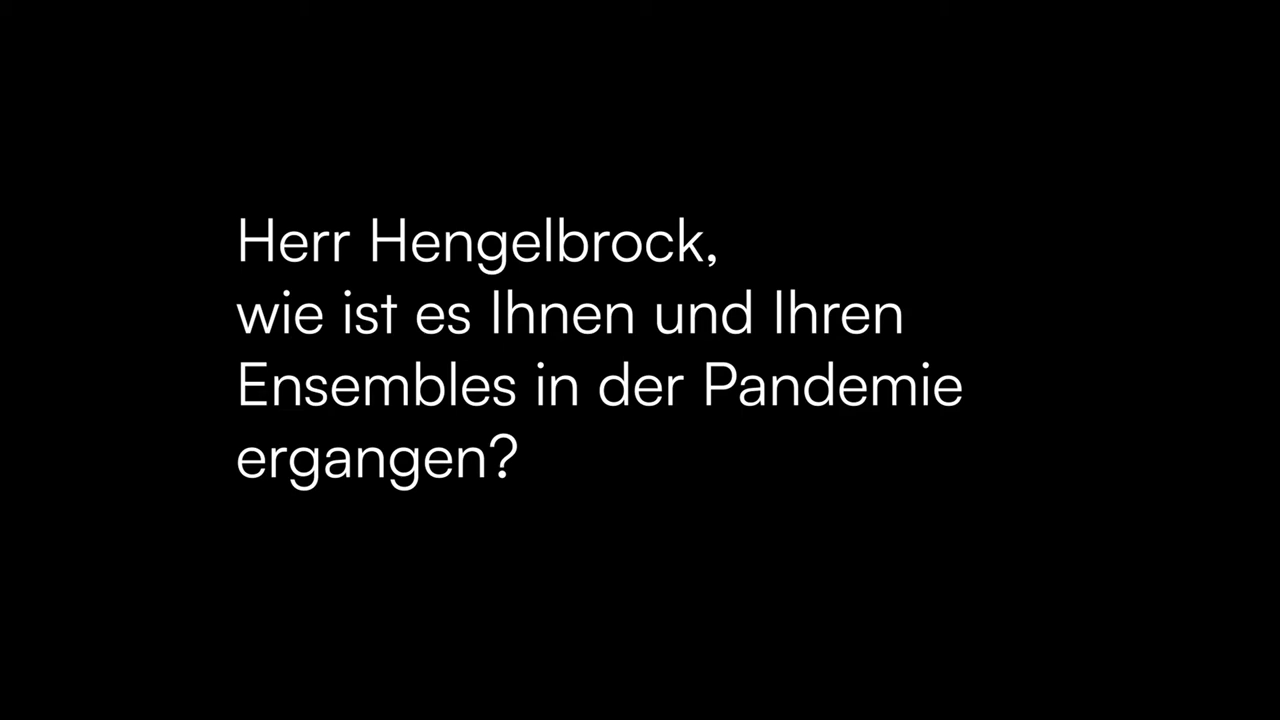 Herr Hengelbrock,
wie ist es Ihnen und Ihren
Ensembles in der Pandemie
ergangen?